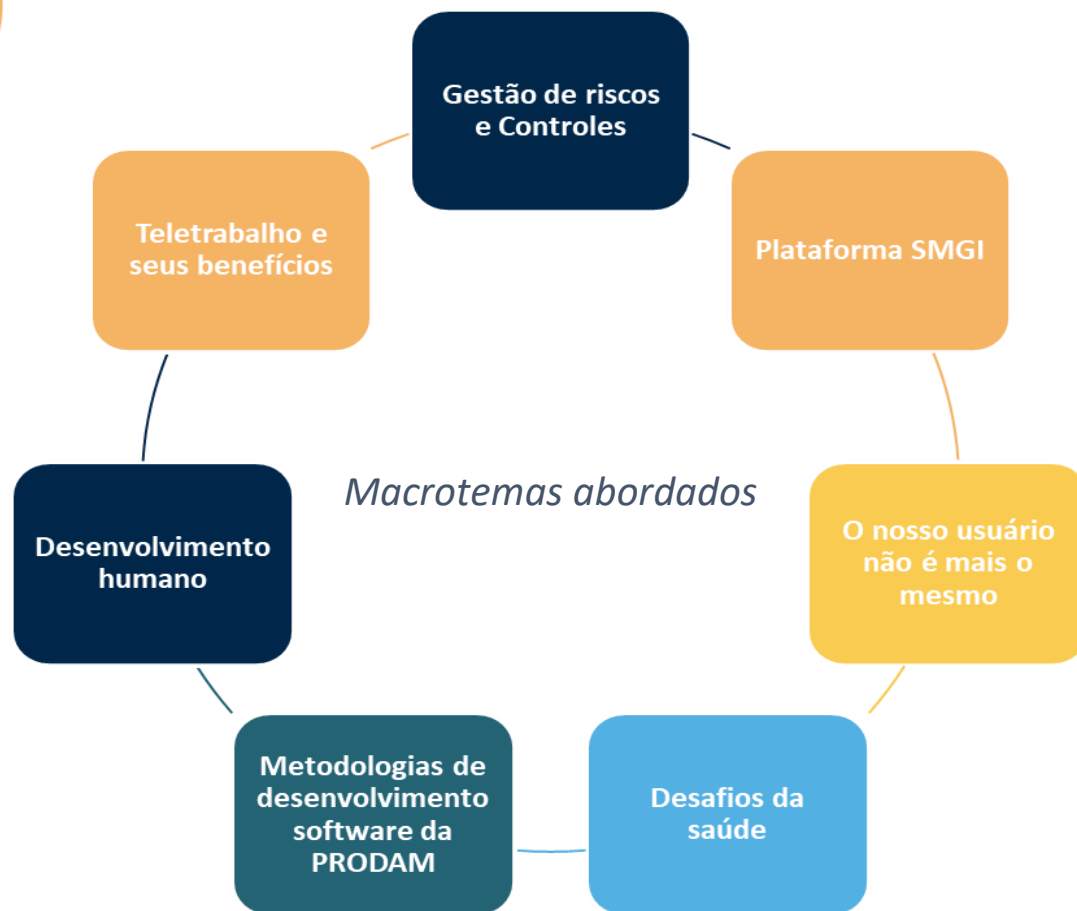 Gestão de riscos
e Controles
Teletrabalho e
seus benefícios
Plataforma SMGI
Macrotemas abordados
Desenvolvimento
humano
O nosso usuário
não é mais o
mesmo
Metodologias de
desenvolvimento
software da
PRODAM
Desafios da
saúde